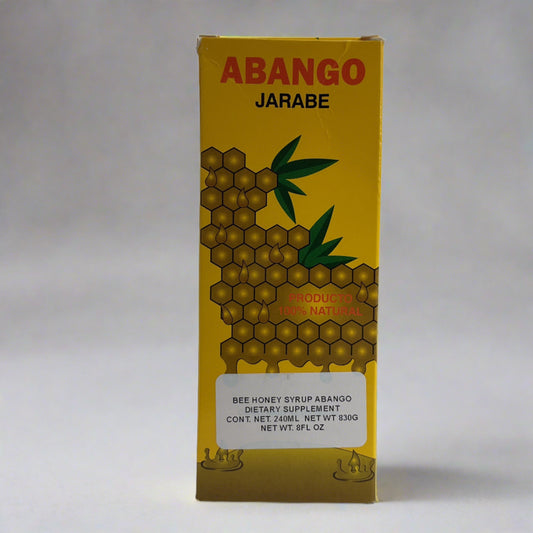 ABANGO
JARABE
PRODUCTO
100% NATURAL
BEE HONEY SYRUP ABANGO
DIETARY SUPPLEMENT
CONT. NET. 240ML NET WT 830G
NET WT. 8FL OZ